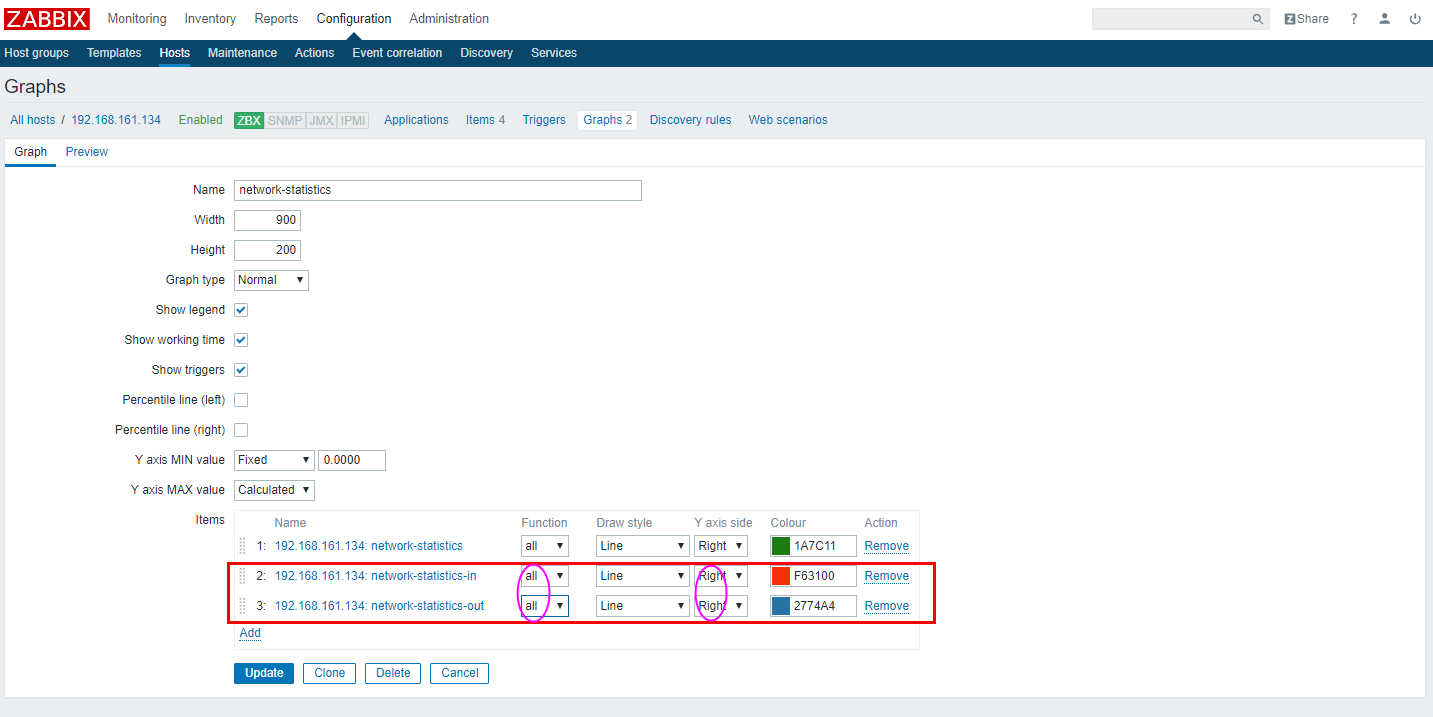 ZABBIX Monitoring Inventory Reports Configuration Administration Z Share ?
Host groups Templates Hosts Maintenance Actions Event correlation Discovery Services
Graphs
All hosts / 192.168.161.134 Enabled ZBX SNMP JMX IPMI Applications Items 4 Triggers Graphs 2 Discovery rules Web scenarios
Graph Preview
Name network-statistics
Width 900
Height 200
Graph type Normal
Show legend
Show working time
Show triggers
Percentile line (left)
Percentile line (right)
Y axis MIN value Fixed 0.0000
Y axis MAX value Calculated
Items Name Function Draw style Y axis side Colour Action
1: 192.168.161.134: network-statistics all Line Right 1A7C11 Remove
2: 192.168.161.134: network-statistics-in all Line Right F63100 Remove
3: 192.168.161.134: network-statistics-out all Line Right 2774A4 Remove
Add
Update Clone Delete Cancel